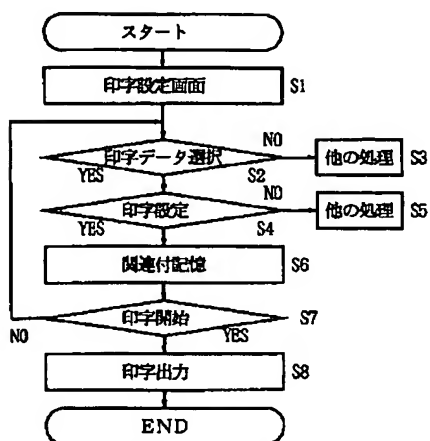 スタート
印字設定画面 S1
NO
印字データ選択 他の処理 S3
YES S2
NO
印字設定 他の処理 S5
YES S4
関連付記憶 S6
印字開始 S7
NO YES
印字出力 S8
END